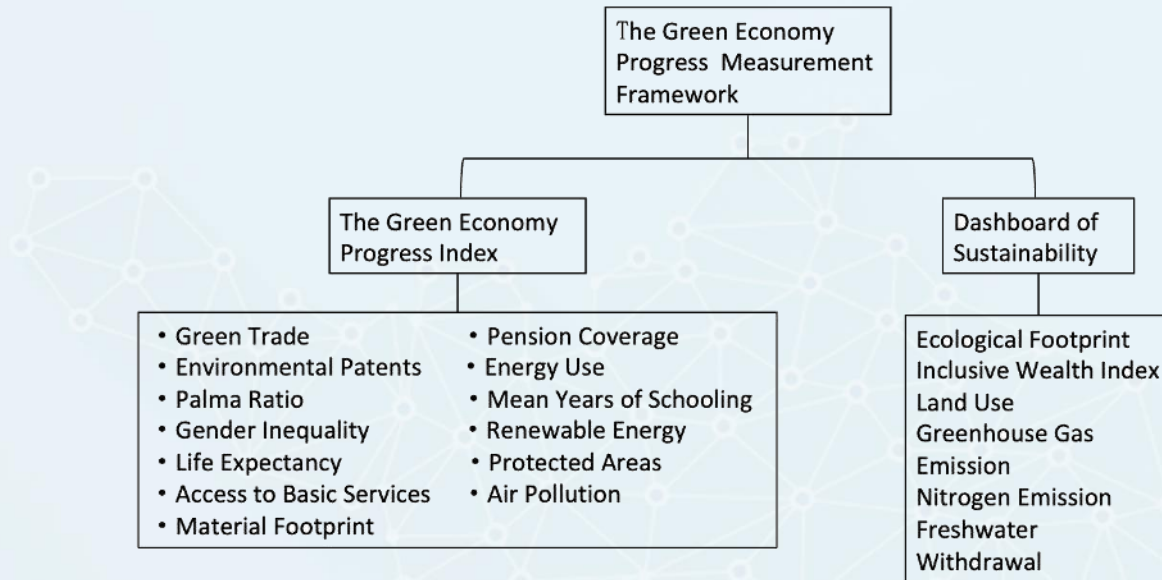 The Green Economy
Progress Measurement
Framework
The Green Economy
Progress Index
Dashboard of
Sustainability
• Green Trade
• Environmental Patents
• Palma Ratio
• Gender Inequality
• Life Expectancy
• Access to Basic Services
• Material Footprint
• Pension Coverage
• Energy Use
• Mean Years of Schooling
• Renewable Energy
• Protected Areas
• Air Pollution
Ecological Footprint
Inclusive Wealth Index
Land Use
Greenhouse Gas
Emission
Nitrogen Emission
Freshwater
Withdrawal